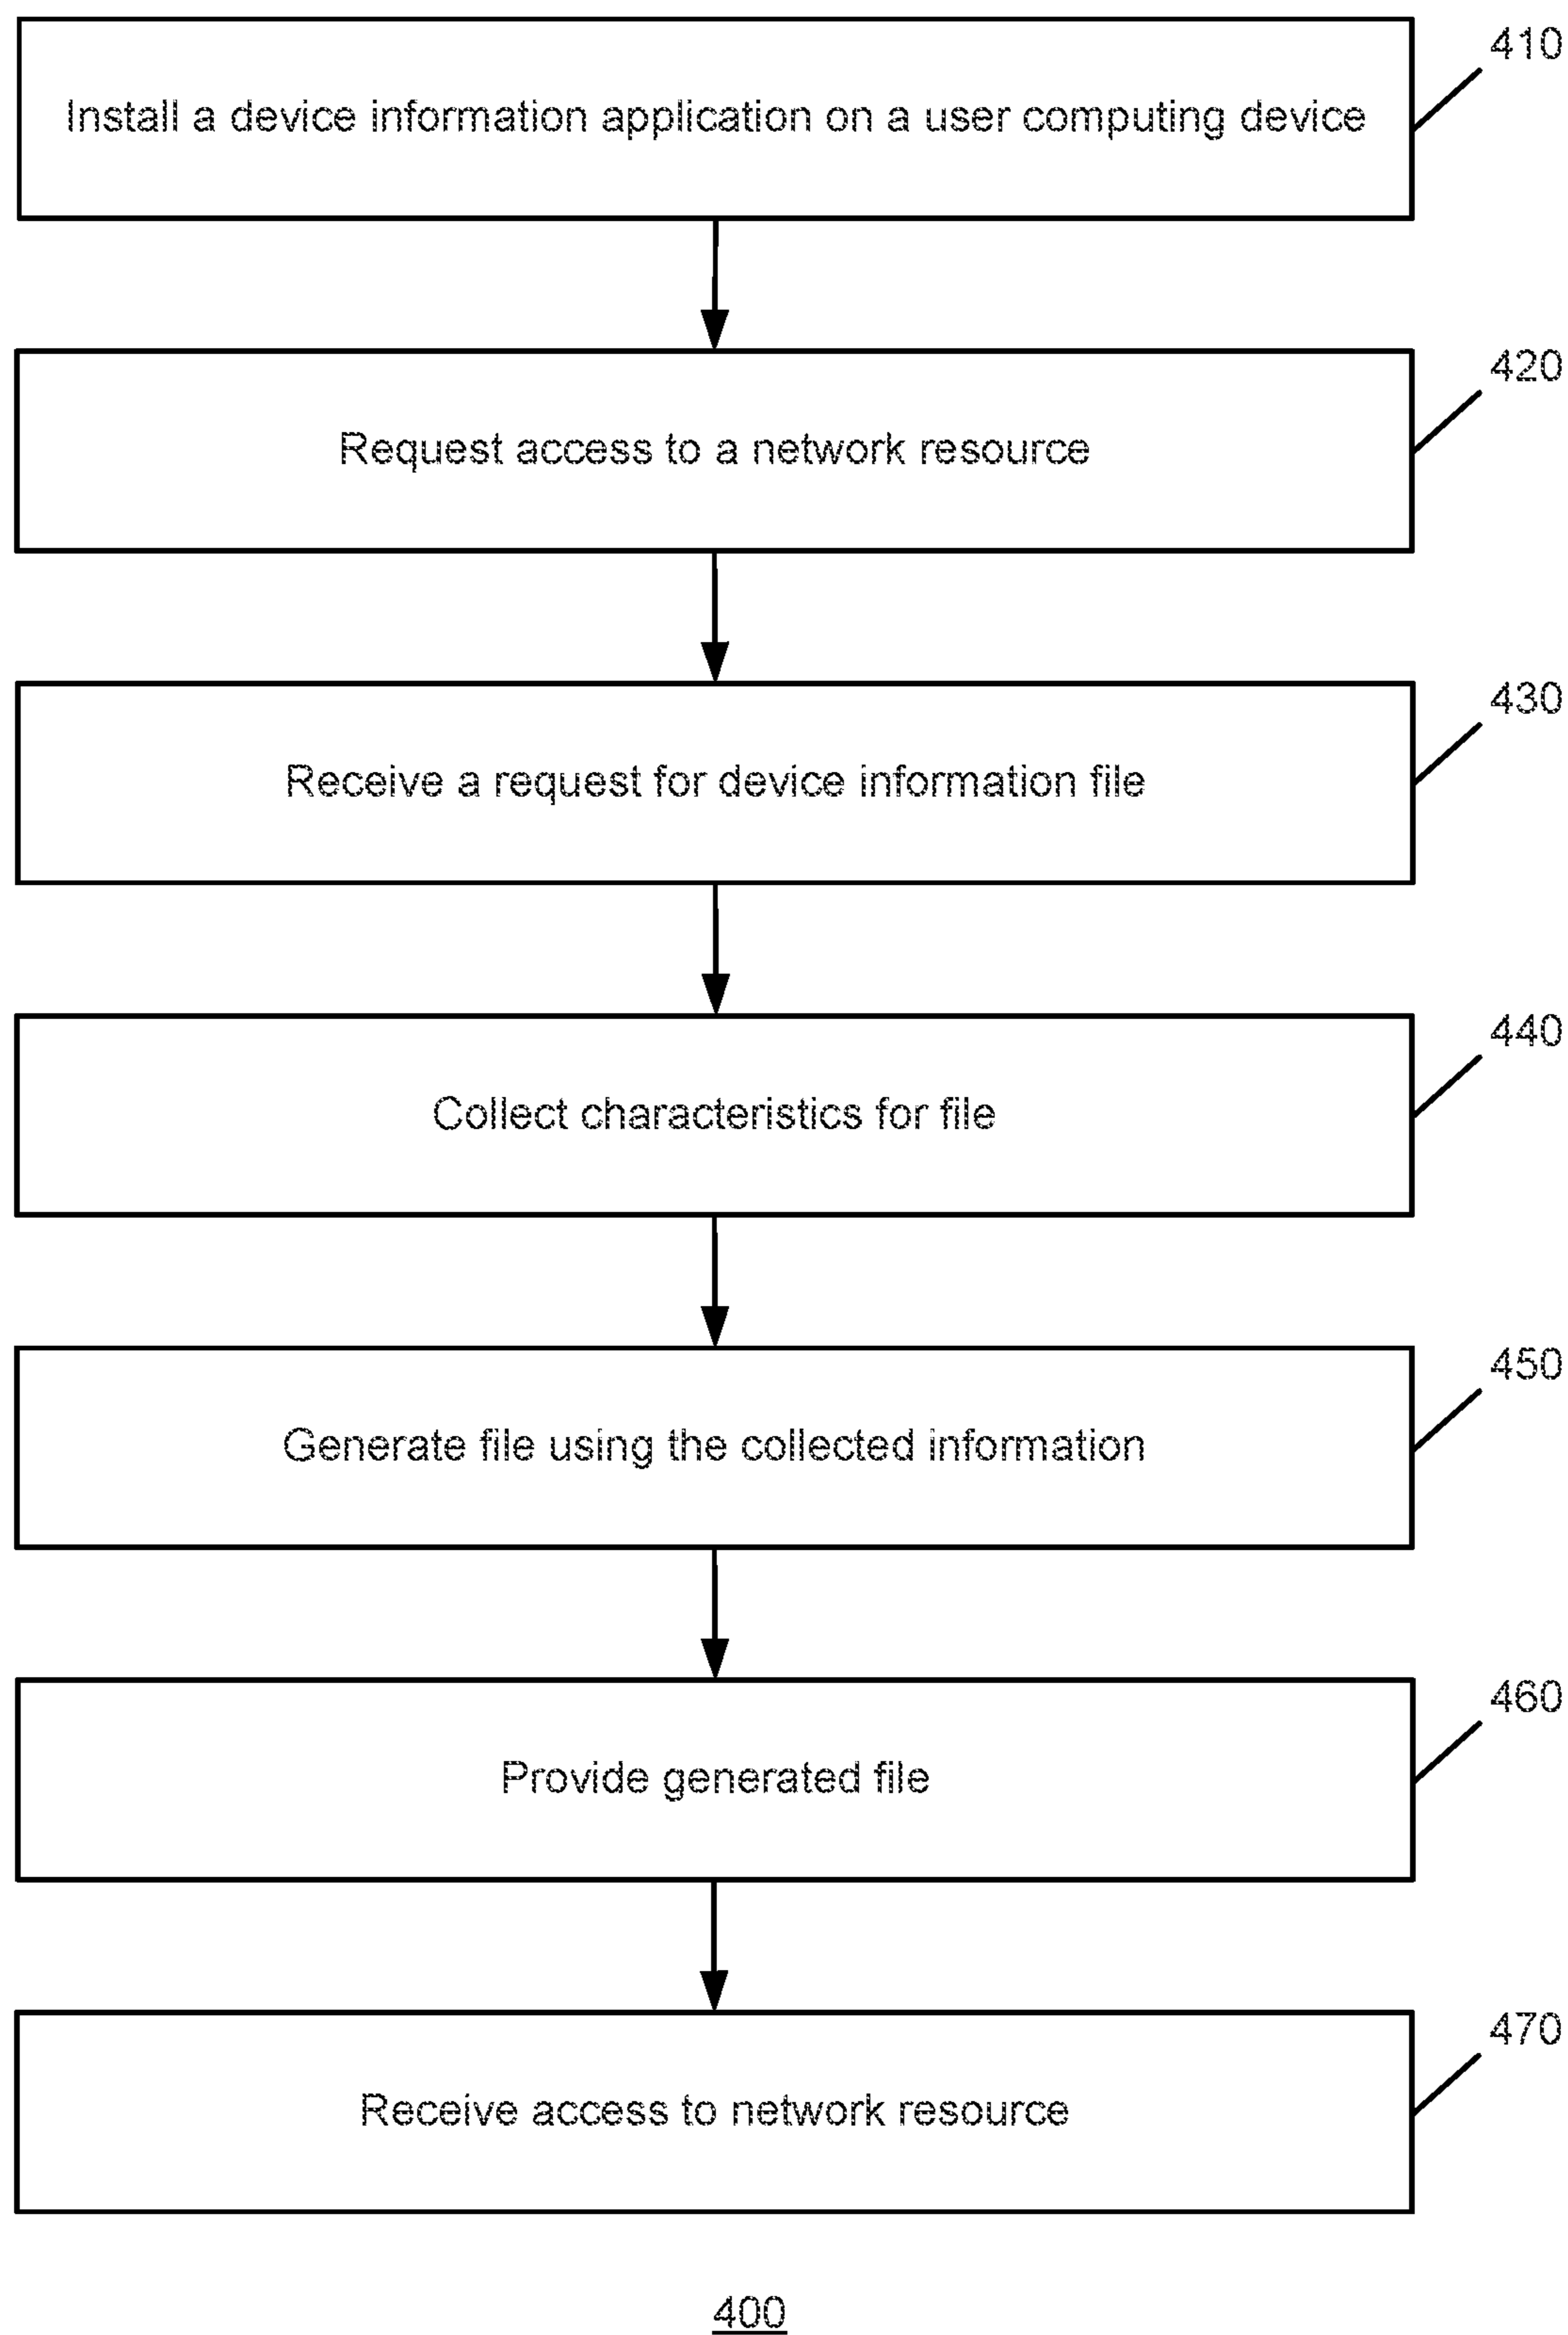 410
Install a device information application on a user computing device
420
Request access to a network resource
430
Receive a request for device information file
440
Collect characteristics for file
450
Generate file using the collected information
460
Provide generated file
470
Receive access to network resource
400